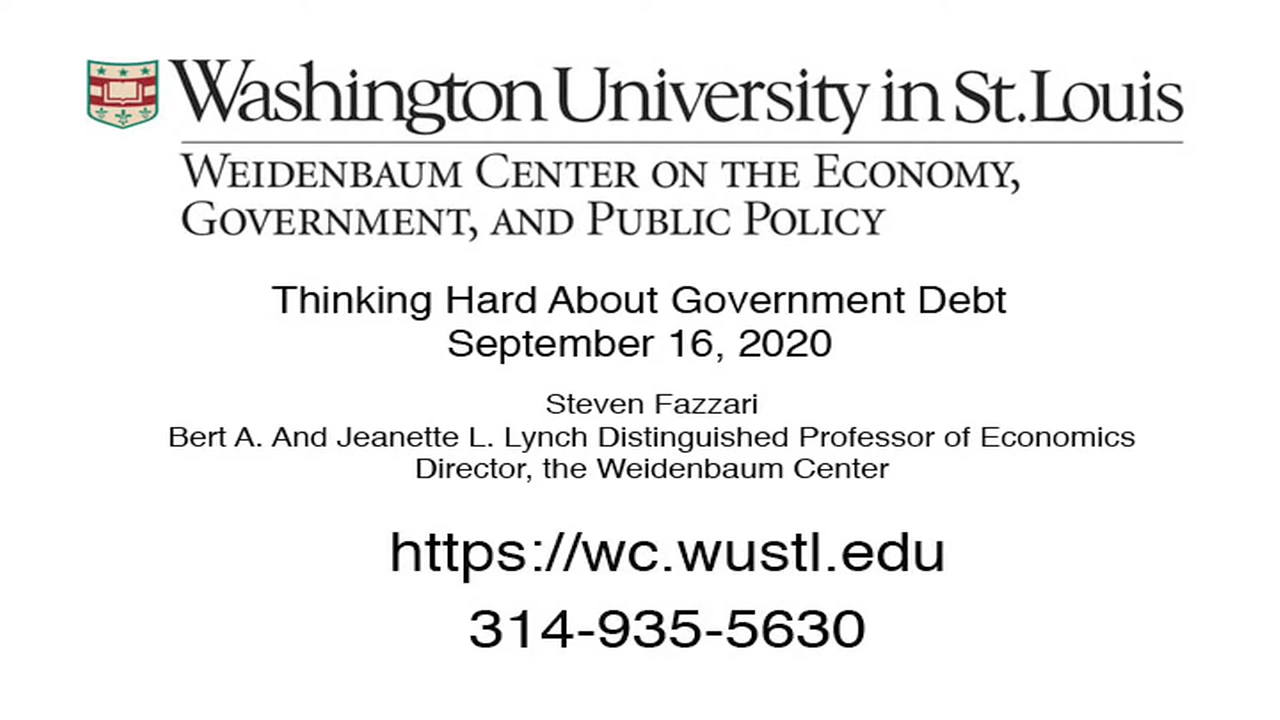 Washington University in St. Louis
Weidenbaum Center on the Economy,
Government, and Public Policy
Thinking Hard About Government Debt
September 16, 2020
Steven Fazzari
Bert A. And Jeanette L. Lynch Distinguished Professor of Economics
Director, the Weidenbaum Center
https://wc.wustl.edu
314-935-5630